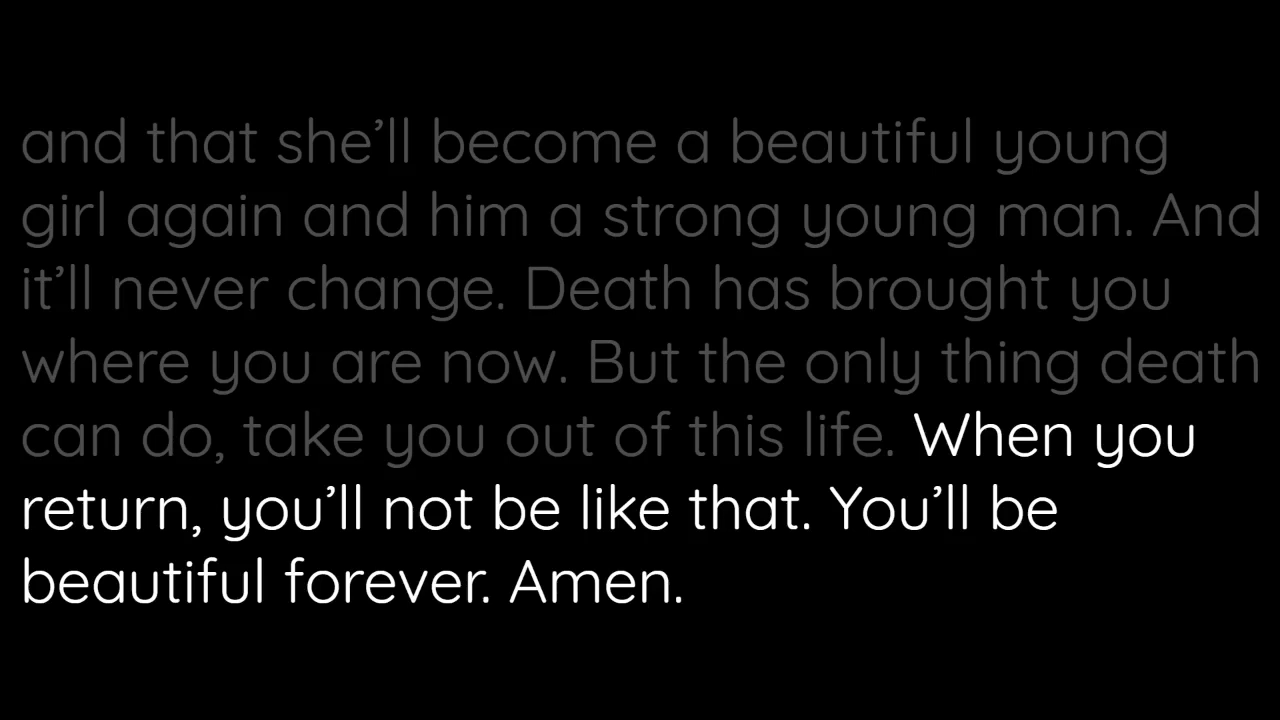 and that she’ll become a beautiful young
girl again and him a strong young man. And
it’ll never change. Death has brought you
where you are now. But the only thing death
can do, take you out of this life. When you
return, you’ll not be like that. You’ll be
beautiful forever. Amen.